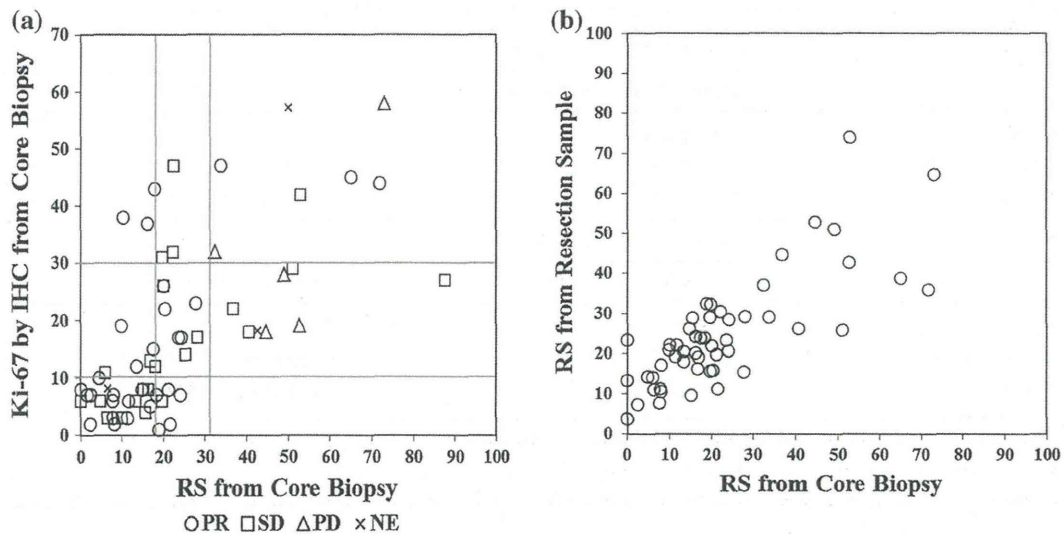 (a)
Ki-67 by IHC from Core Biopsy
70
60
50
40
30
20
10
0
0 10 20 30 40 50 60 70 80 90 100
RS from Core Biopsy
○PR □SD △PD ×NE
(b)
RS from Resection Sample
100
90
80
70
60
50
40
30
20
10
0
0 10 20 30 40 50 60 70 80 90 100
RS from Core Biopsy